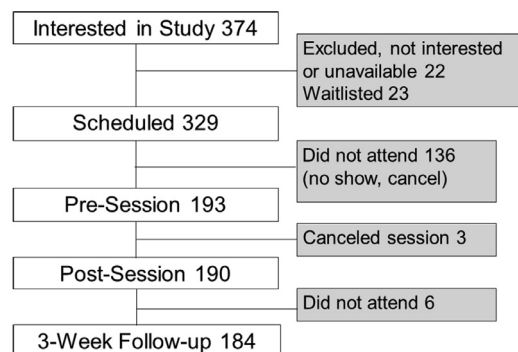 Interested in Study 374
Excluded, not interested
or unavailable 22
Waitlisted 23
Scheduled 329
Did not attend 136
(no show, cancel)
Pre-Session 193
Canceled session 3
Post-Session 190
Did not attend 6
3-Week Follow-up 184